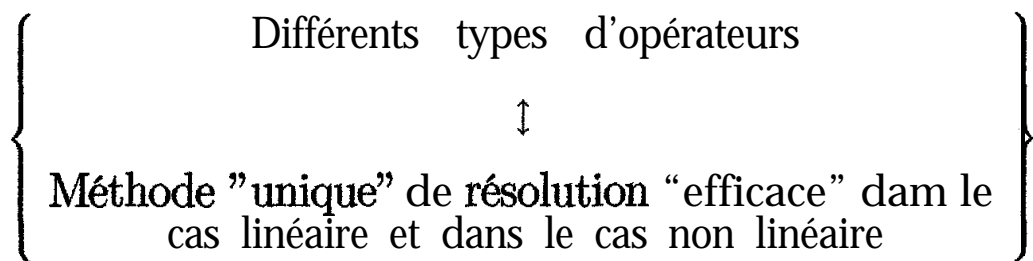 Différents types d'opérateurs
↕
Méthode "unique" de résolution "efficace" dam le
cas linéaire et dans le cas non linéaire